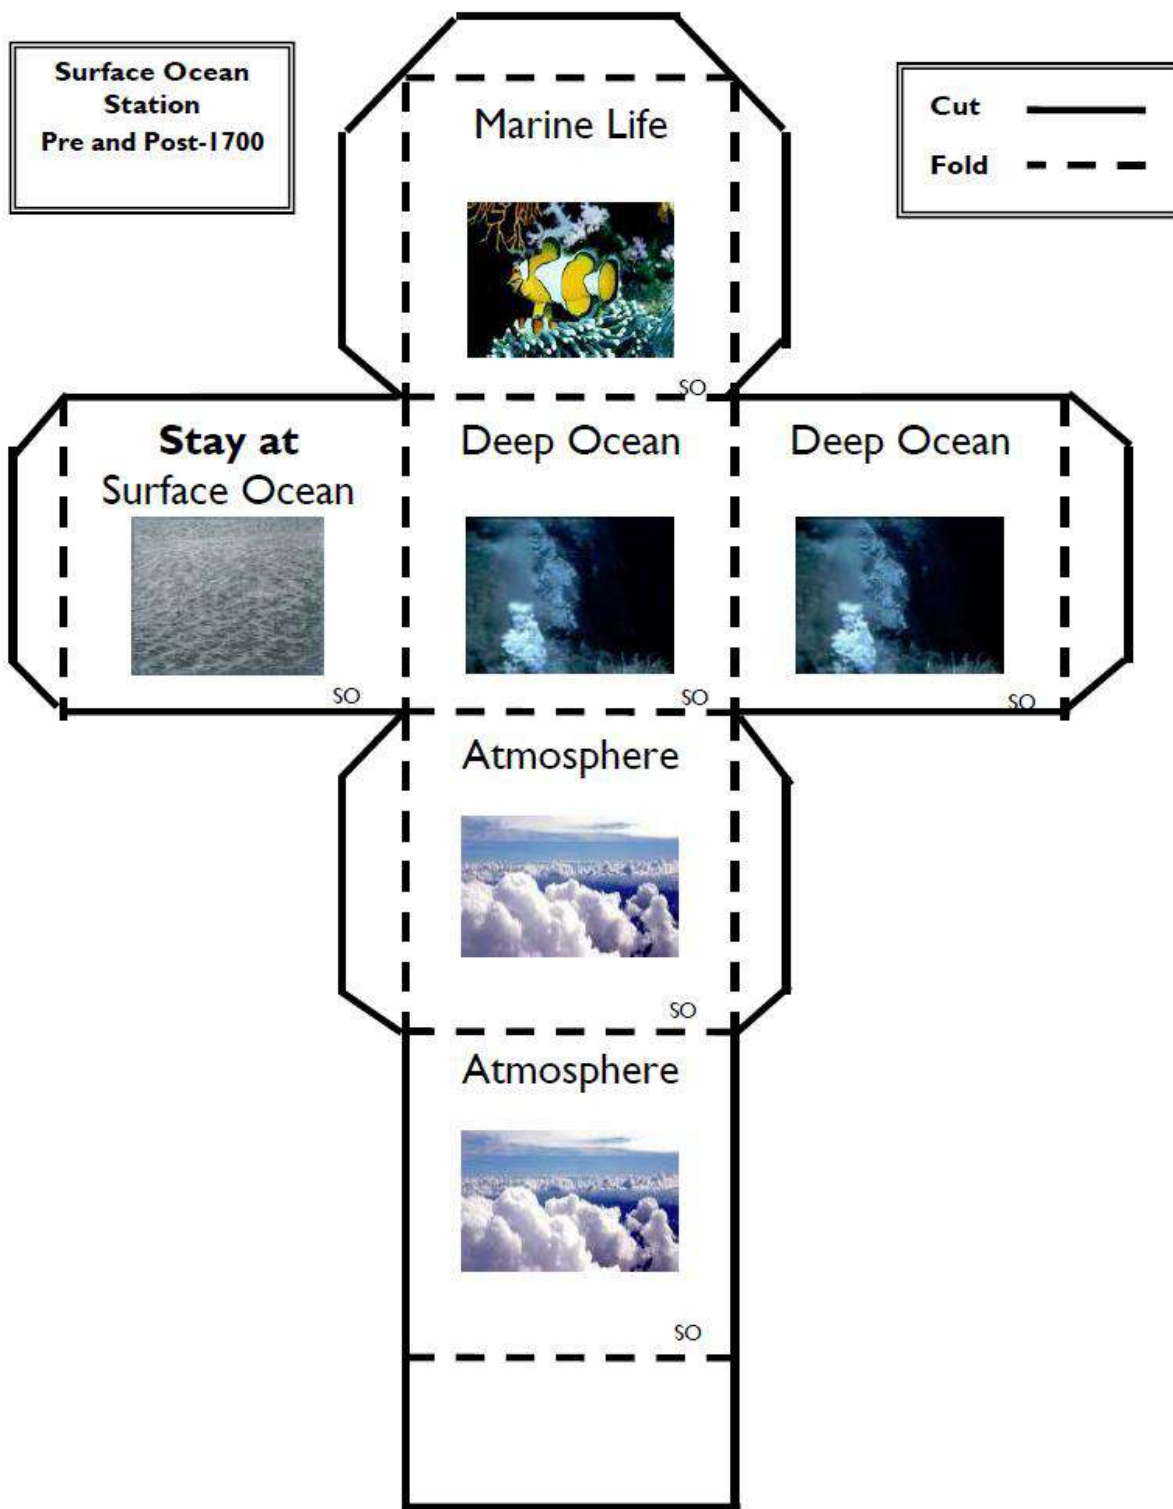 Surface Ocean
Station
Pre and Post-1700
Cut
Fold
Marine Life
SO
Stay at
Surface Ocean
SO
Deep Ocean
SO
Deep Ocean
SO
Atmosphere
SO
Atmosphere
SO